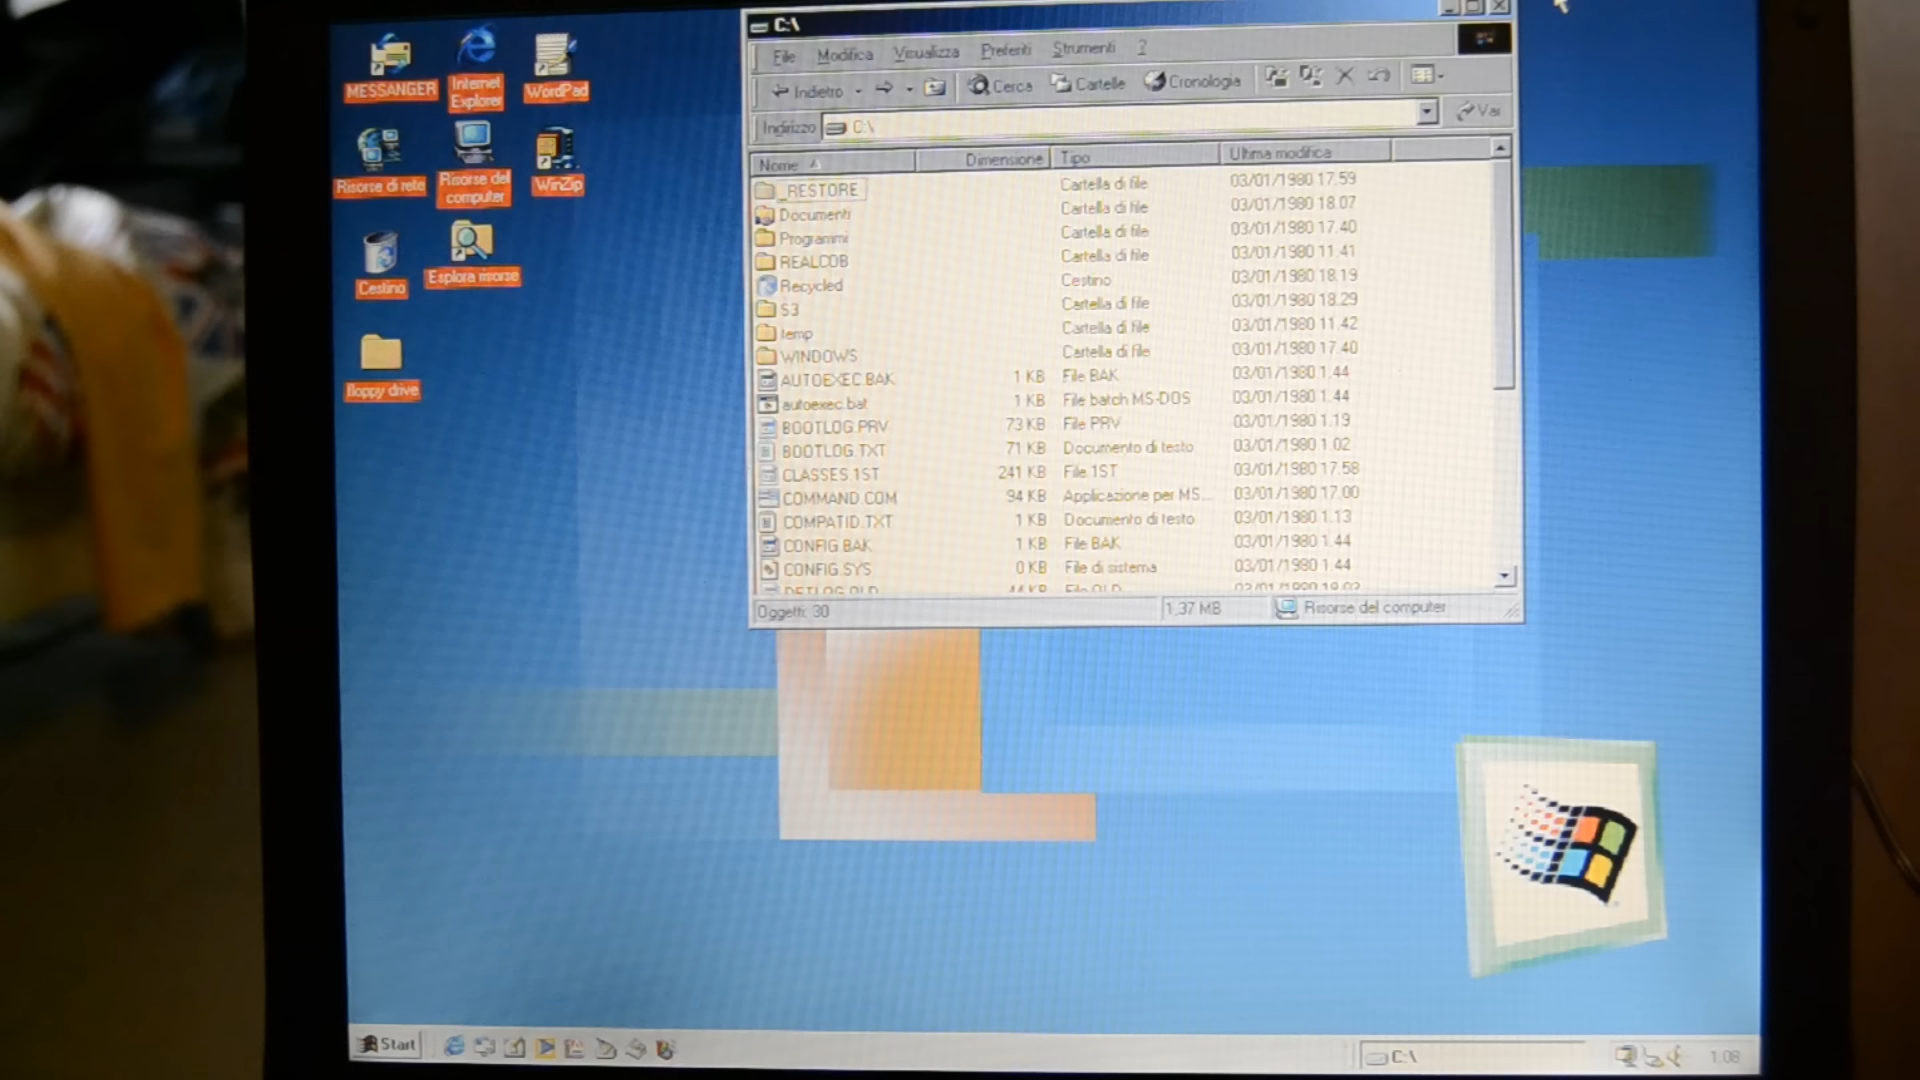 MESSANGER
Internet Explorer
WordPad
Risorse di rete
Risorse del computer
WinZip
Cestino
Esplora risorse
floppy drive
C:\
File Modifica Visualizza Preferiti Strumenti ?
Indietro Cerca Cartelle Cronologia
Indirizzo C:\ Vai
Nome Dimensione Tipo Ultima modifica
_RESTORE Cartella di file 03/01/1980 17.59
Documenti Cartella di file 03/01/1980 18.07
Programmi Cartella di file 03/01/1980 17.40
REALCOB Cartella di file 03/01/1980 11.41
Recycled Cestino 03/01/1980 18.19
S3 Cartella di file 03/01/1980 18.29
temp Cartella di file 03/01/1980 11.42
WINDOWS Cartella di file 03/01/1980 17.40
AUTOEXEC.BAK 1 KB File BAK 03/01/1980 1.44
autoexec.bat 1 KB File batch MS-DOS 03/01/1980 1.44
BOOTLOG.PRV 73 KB File PRV 03/01/1980 1.19
BOOTLOG.TXT 71 KB Documento di testo 03/01/1980 1.02
CLASSES.1ST 241 KB File 1ST 03/01/1980 17.58
COMMAND.COM 94 KB Applicazione per MS... 03/01/1980 17.00
COMPATID.TXT 1 KB Documento di testo 03/01/1980 1.13
CONFIG.BAK 1 KB File BAK 03/01/1980 1.44
CONFIG.SYS 0 KB File di sistema 03/01/1980 1.44
DETLOG.OLD 44 KB File OLD
Oggetti: 30 1,37 MB Risorse del computer
Start C:\ 1.08